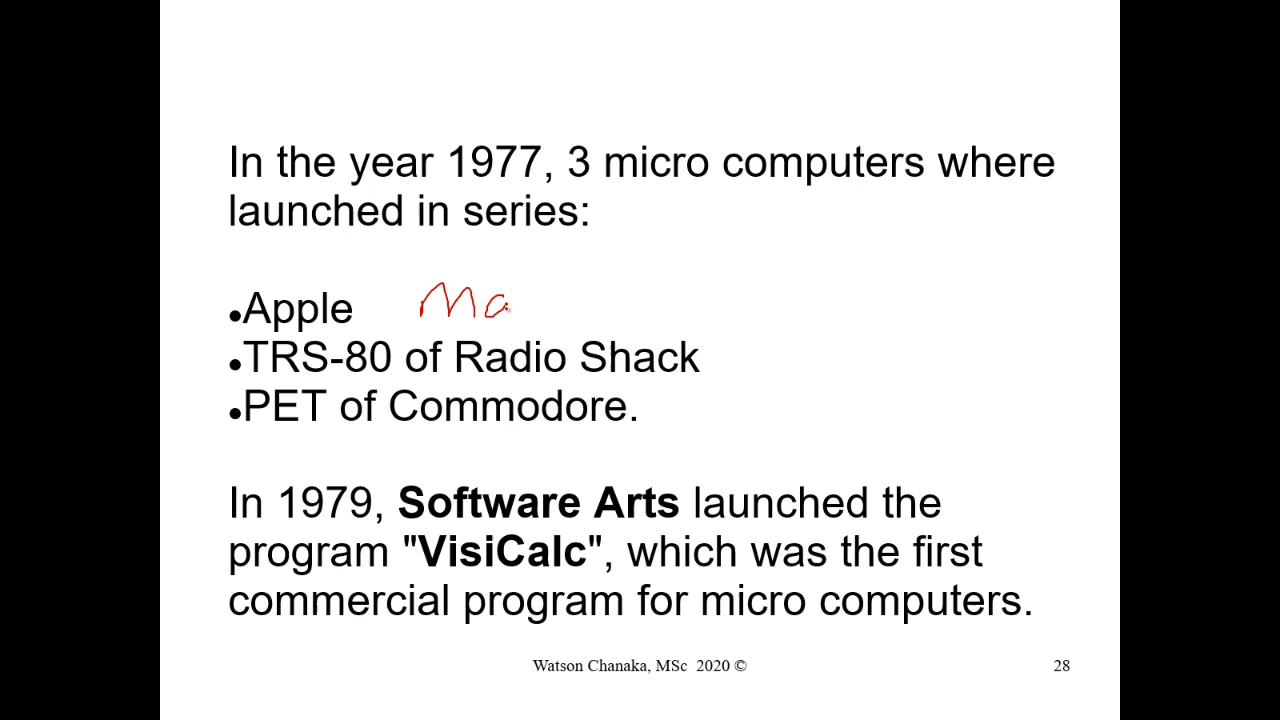 In the year 1977, 3 micro computers where
launched in series:
●Apple Ma
●TRS-80 of Radio Shack
●PET of Commodore.
In 1979, Software Arts launched the
program "VisiCalc", which was the first
commercial program for micro computers.
Watson Chanaka, MSc 2020 © 28